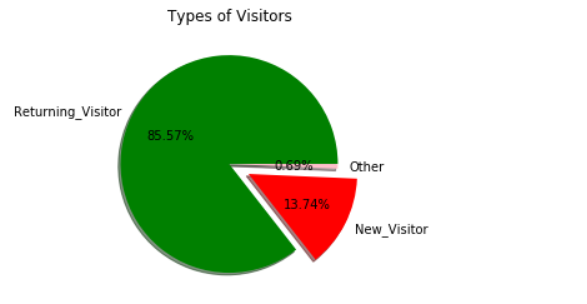 Types of Visitors
Returning_Visitor
85.57%
0.69%
Other
13.74%
New_Visitor